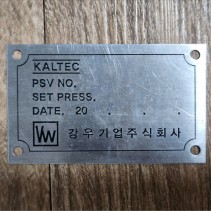 KALTEC
PSV NO.
SET PRESS.
DATE. 20 . . .
W 강우기업주식회사